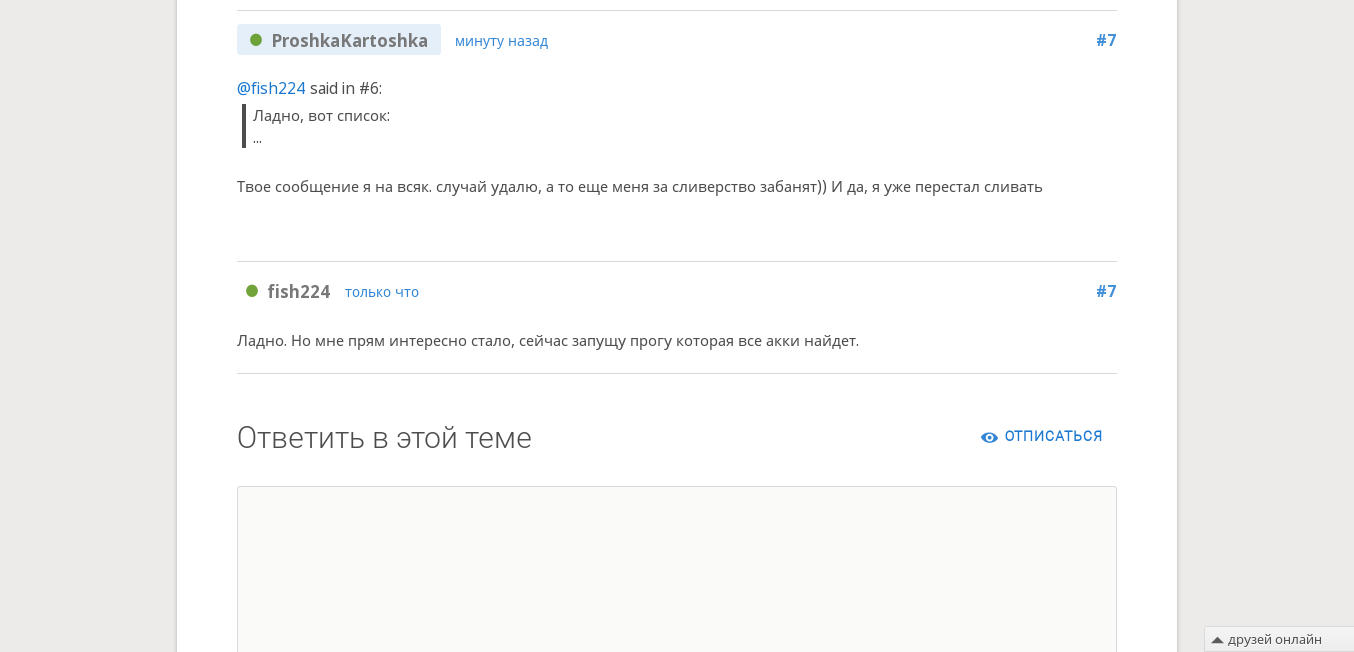 ProshkaKartoshka минуту назад #7
@fish224 said in #6:
Ладно, вот список:
...
Твое сообщение я на всяк. случай удалю, а то еще меня за сливерство забанят)) И да, я уже перестал сливать
fish224 только что #7
Ладно. Но мне прям интересно стало, сейчас запущу прогу которая все акки найдет.
Ответить в этой теме ОТПИСАТЬСЯ
друзей онлайн